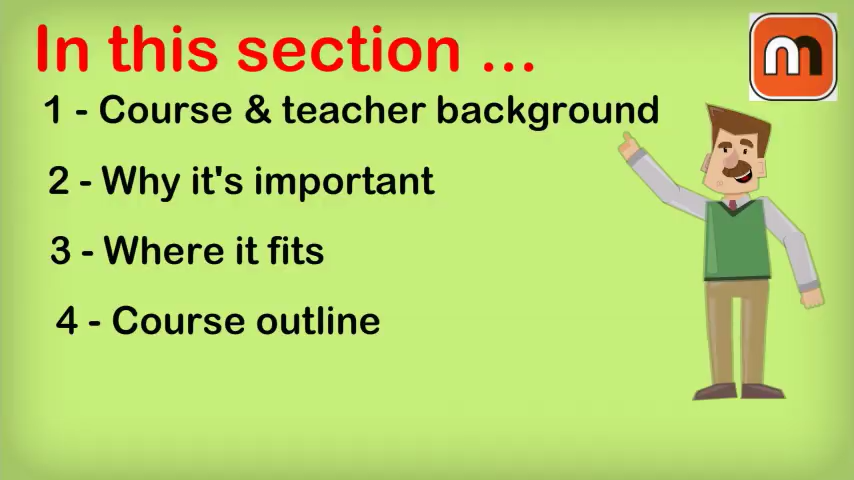 In this section ...
m
1 - Course & teacher background
2 - Why it's important
3 - Where it fits
4 - Course outline